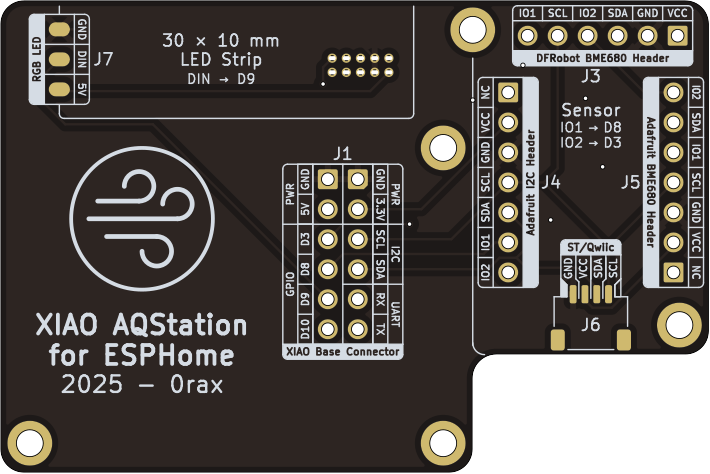 RGB LED
GND
DIN
5V
J7
30 × 10 mm
LED Strip
DIN → D9
IO1 SCL IO2 SDA GND VCC
DFRobot BME680 Header
J3
Sensor
IO1 → D8
IO2 → D3
NC
VCC
GND
SCL
SDA
IO1
IO2
Adafruit I2C Header
J4
J5
Adafruit BME680 Header
IO2
SDA
IO1
SCL
GND
VCC
NC
J1
PWR
GND
5V
GPIO
D3
D8
D9
D10
GND
3.3V
PWR
SCL
SDA
I2C
RX
TX
UART
XIAO Base Connector
ST/Qwiic
GND
VCC
SDA
SCL
J6
XIAO AQStation
for ESPHome
2025 – 0rax